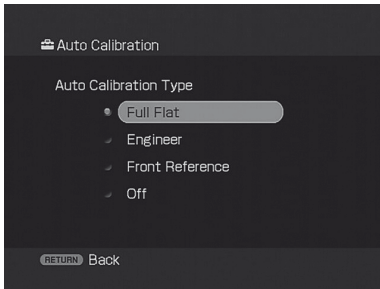 Auto Calibration
Auto Calibration Type
Full Flat
Engineer
Front Reference
Off
RETURN Back